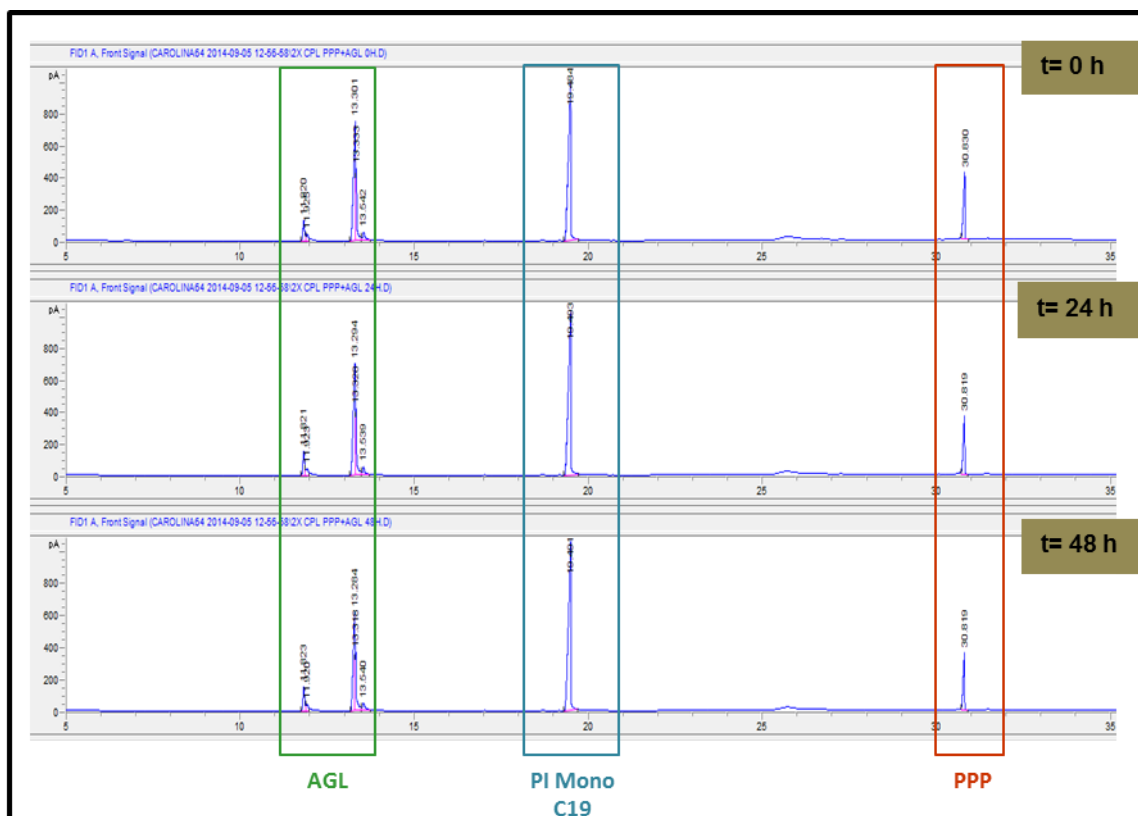 FID1 A, Front Signal (CAROLINA64 2014-09-05 12-56-58\2X CPL PPP+AGL 0H.D)
t= 0 h
pA
800
600
400
200
0
13.301
13.333
13.542
30.830
5 10 15 20 25 30 35
FID1 A, Front Signal (CAROLINA64 2014-09-05 12-56-58\2X CPL PPP+AGL 24H.D)
t= 24 h
pA
800
600
400
200
0
13.294
13.539
30.819
5 10 15 20 25 30 35
FID1 A, Front Signal (CAROLINA64 2014-09-05 12-56-58\2X CPL PPP+AGL 48H.D)
t= 48 h
pA
800
600
400
200
0
13.284
13.540
30.819
5 10 15 20 25 30 35
AGL PI Mono PPP
C19